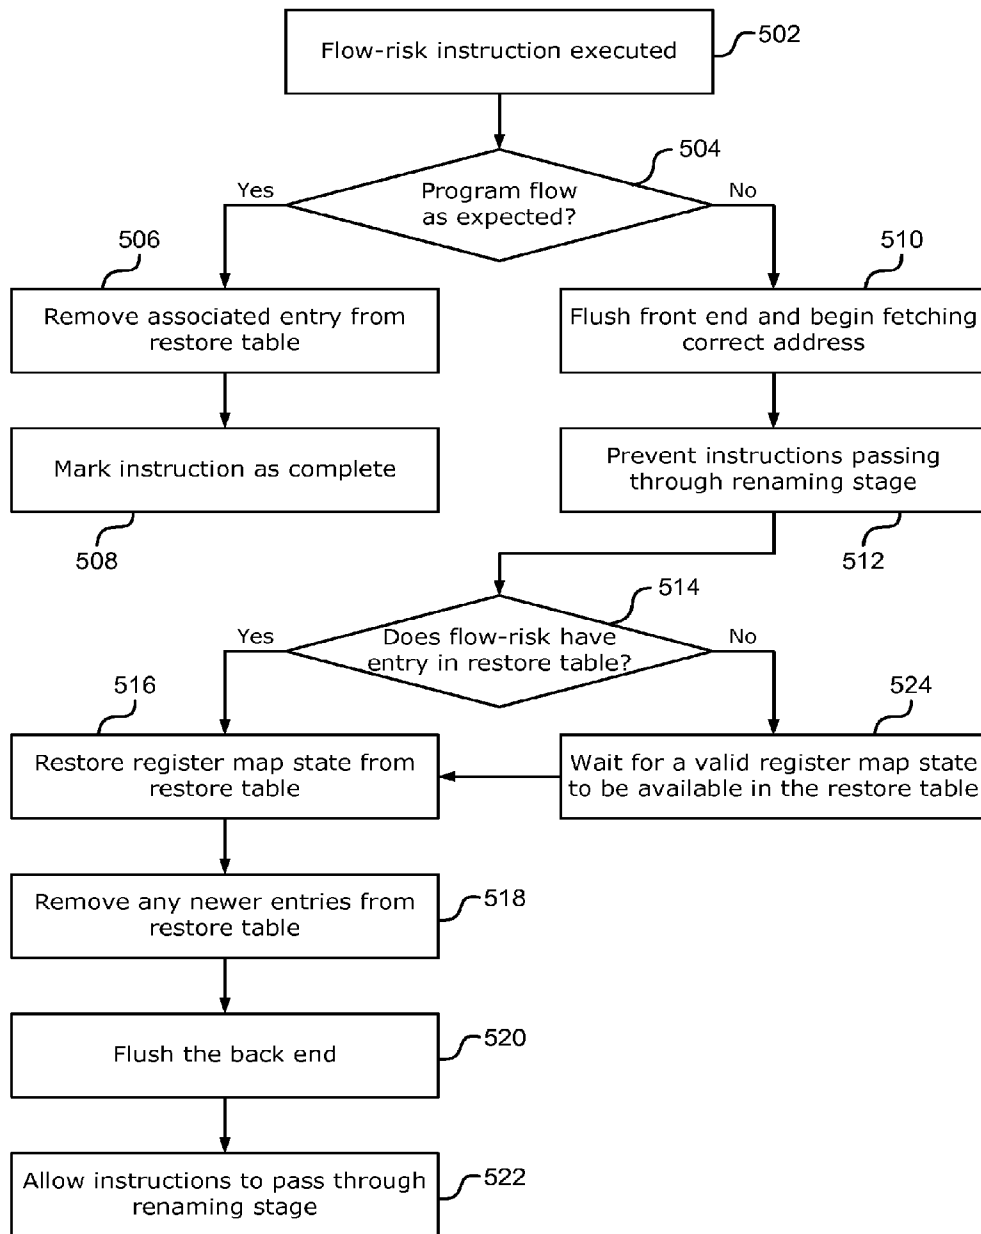 Flow-risk instruction executed
502
504
Program flow
as expected?
Yes
No
506
510
Remove associated entry from
restore table
Flush front end and begin fetching
correct address
Mark instruction as complete
508
Prevent instructions passing
through renaming stage
512
514
Does flow-risk have
entry in restore table?
Yes
No
516
524
Restore register map state from
restore table
Wait for a valid register map state
to be available in the restore table
Remove any newer entries from
restore table
518
Flush the back end
520
Allow instructions to pass through
renaming stage
522